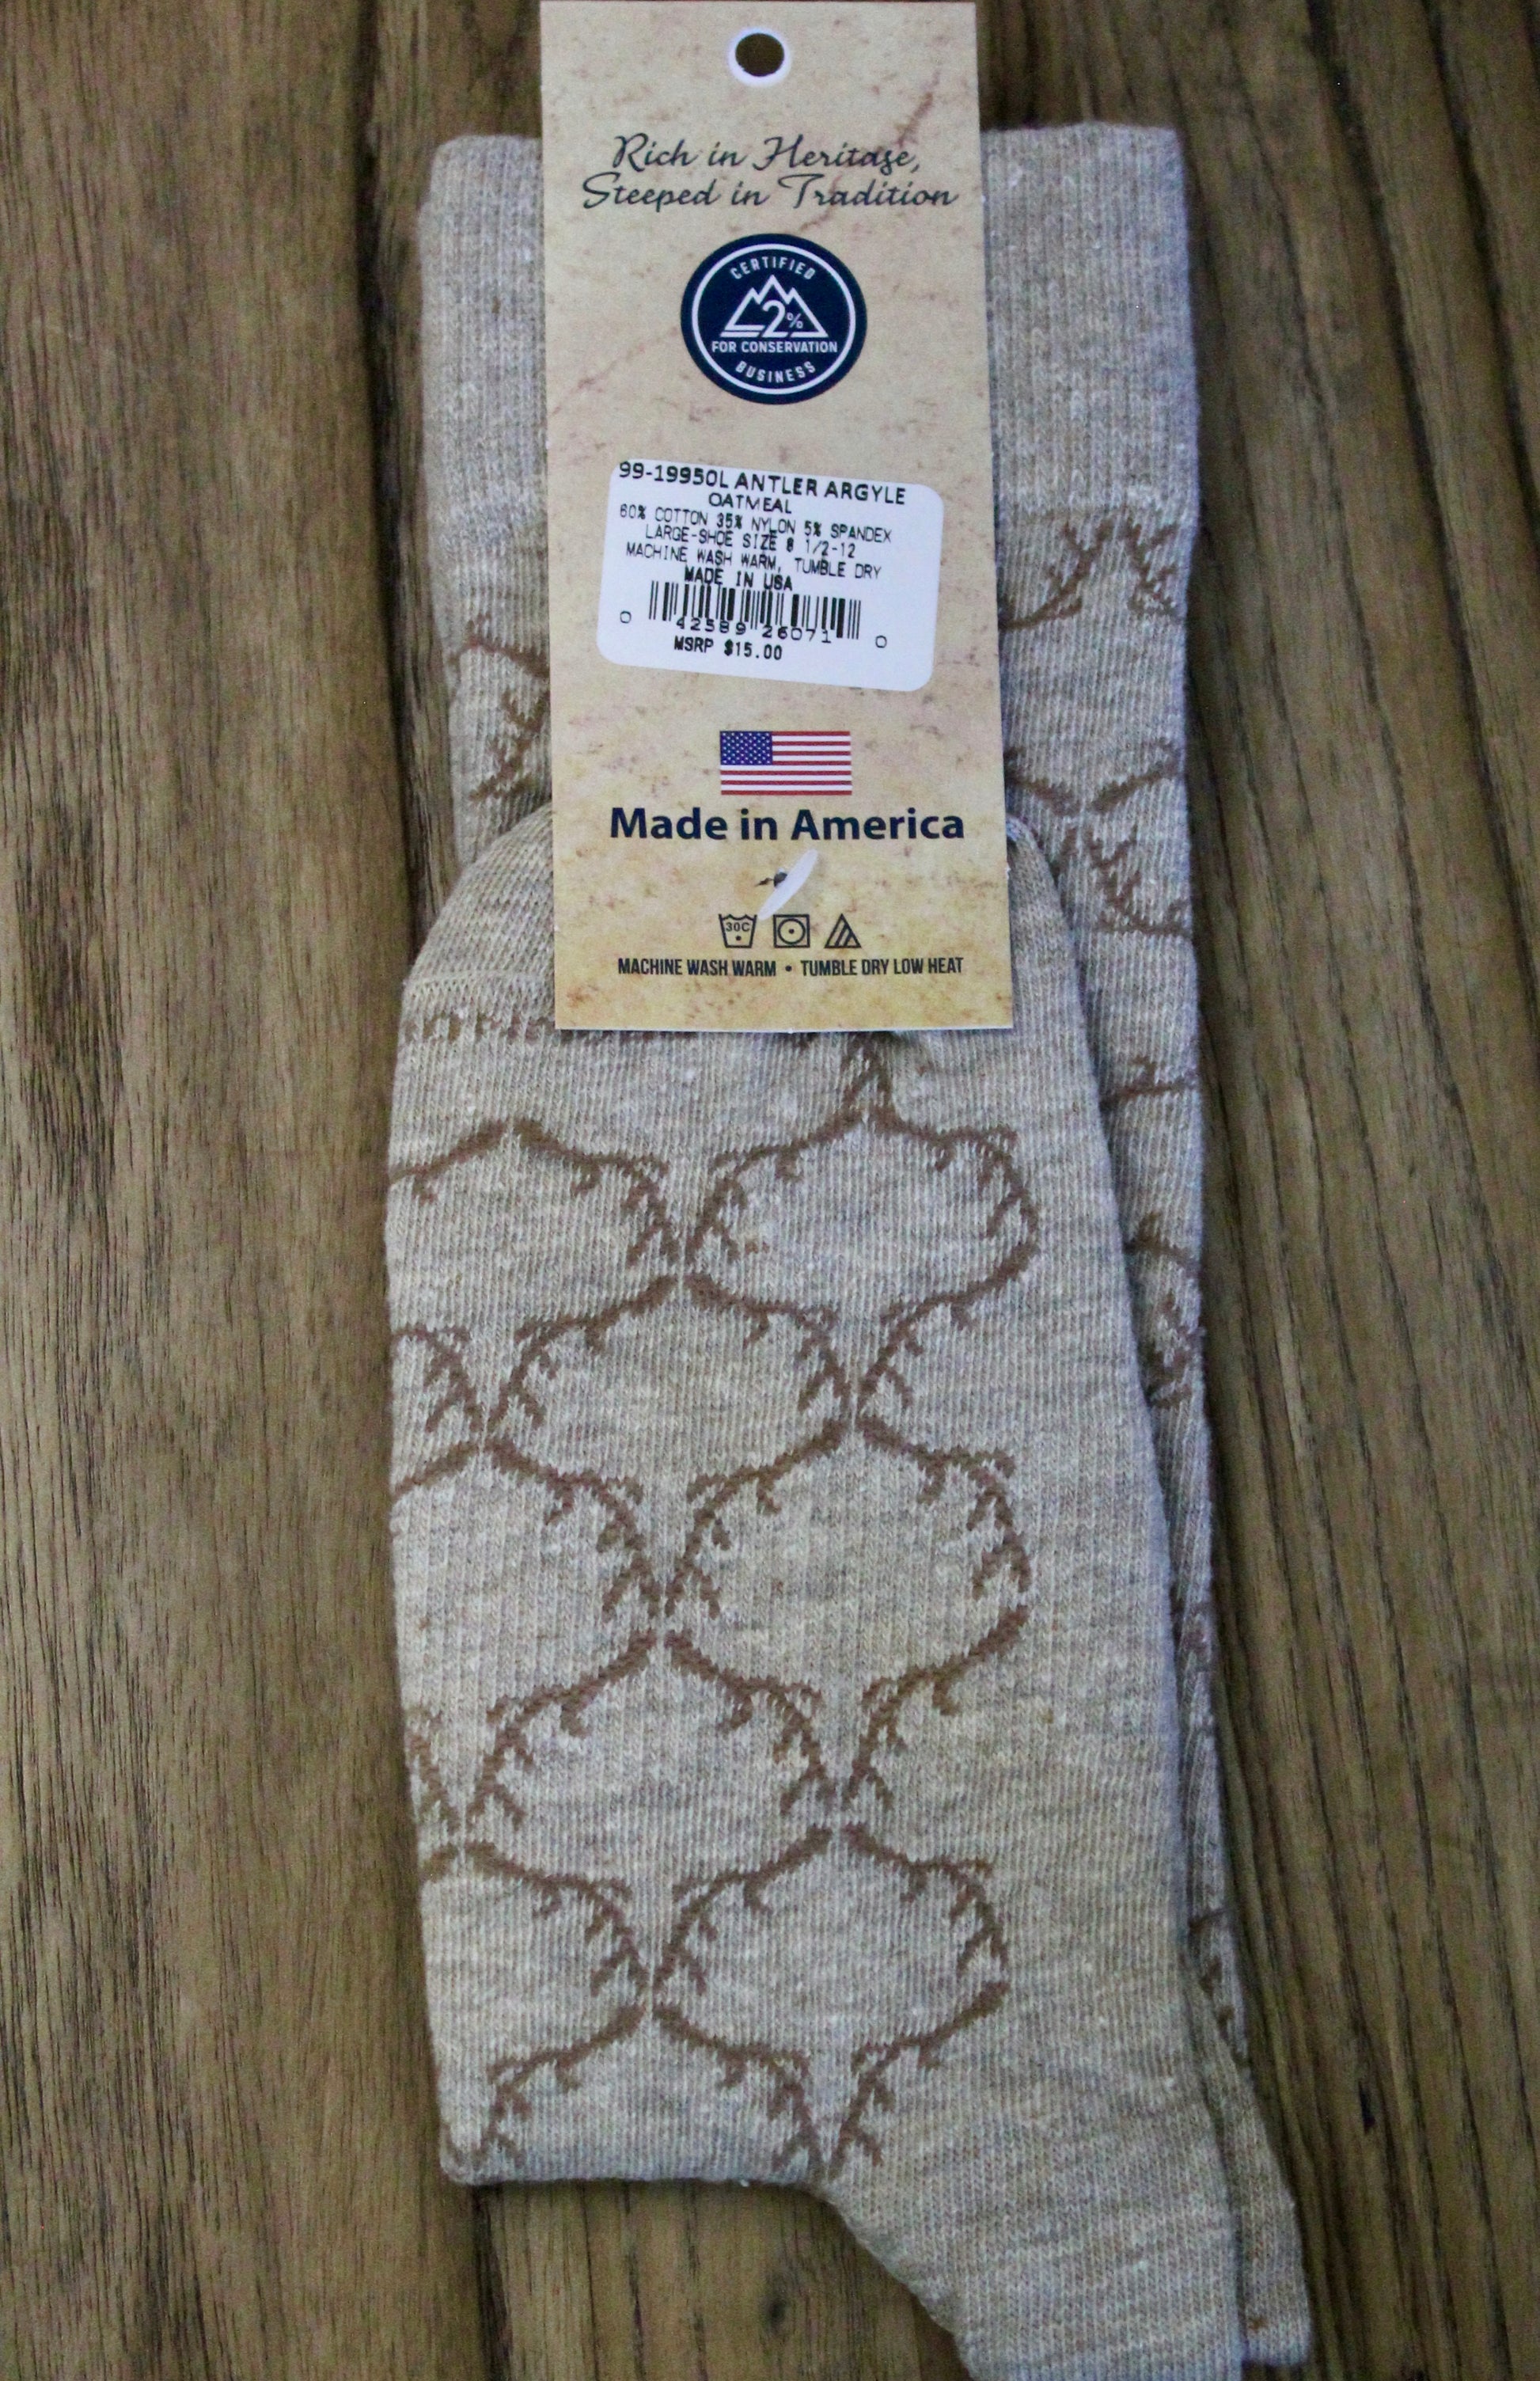 Rich in Heritage,
Steeped in Tradition
CERTIFIED
2%
FOR CONSERVATION
BUSINESS
99-19950L ANTLER ARGYLE
OATMEAL
60% COTTON 35% NYLON 5% SPANDEX
LARGE-SHOE SIZE 8 1/2-12
MACHINE WASH WARM, TUMBLE DRY
MADE IN USA
0 42589 26071 0
MSRP $15.00
Made in America
30C
MACHINE WASH WARM • TUMBLE DRY LOW HEAT